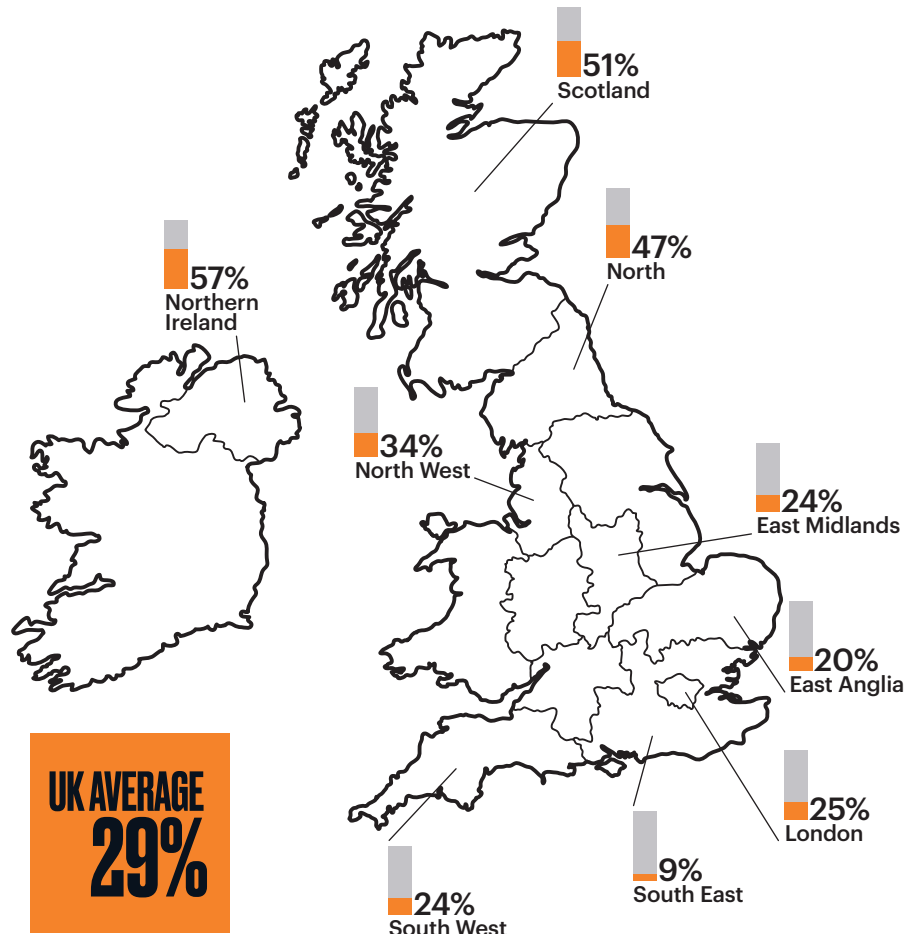 51%
Scotland
47%
North
57%
Northern
Ireland
34%
North West
24%
East Midlands
20%
East Anglia
UK AVERAGE
29%
25%
London
9%
South East
24%
South West